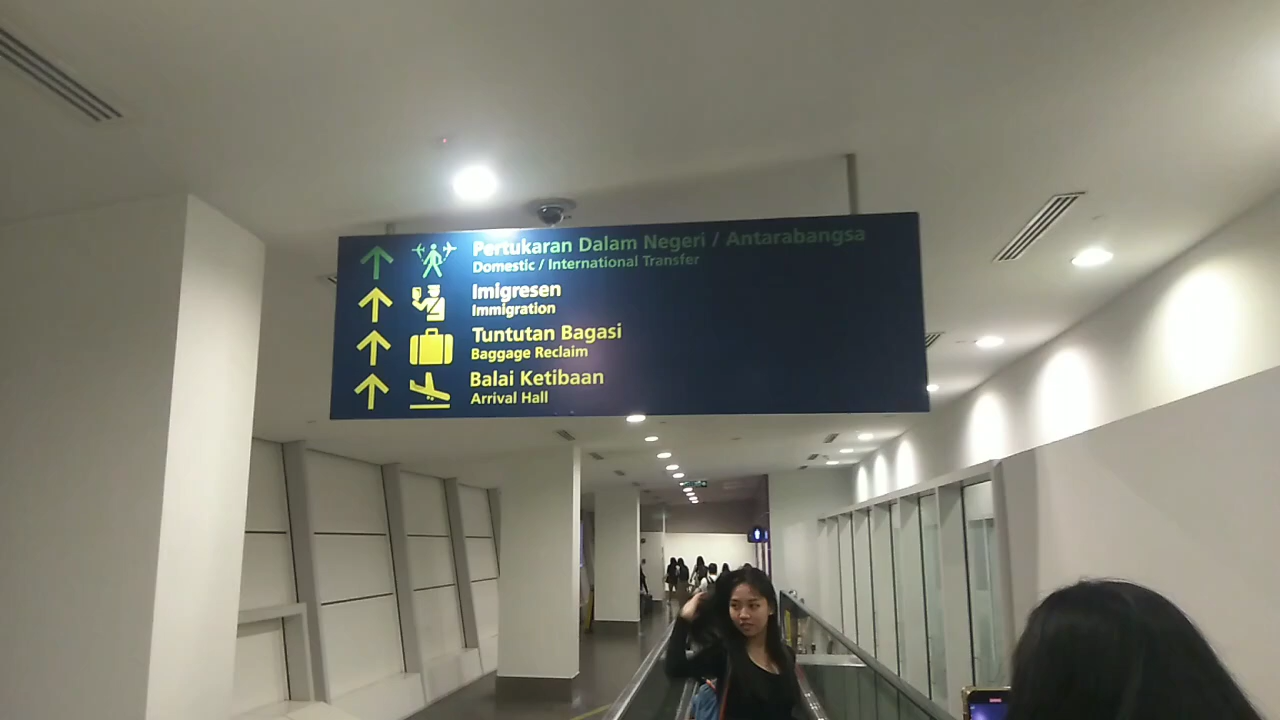 Pertukaran Dalam Negeri / Antarabangsa
Domestic / International Transfer
Imigresen
Immigration
Tuntutan Bagasi
Baggage Reclaim
Balai Ketibaan
Arrival Hall